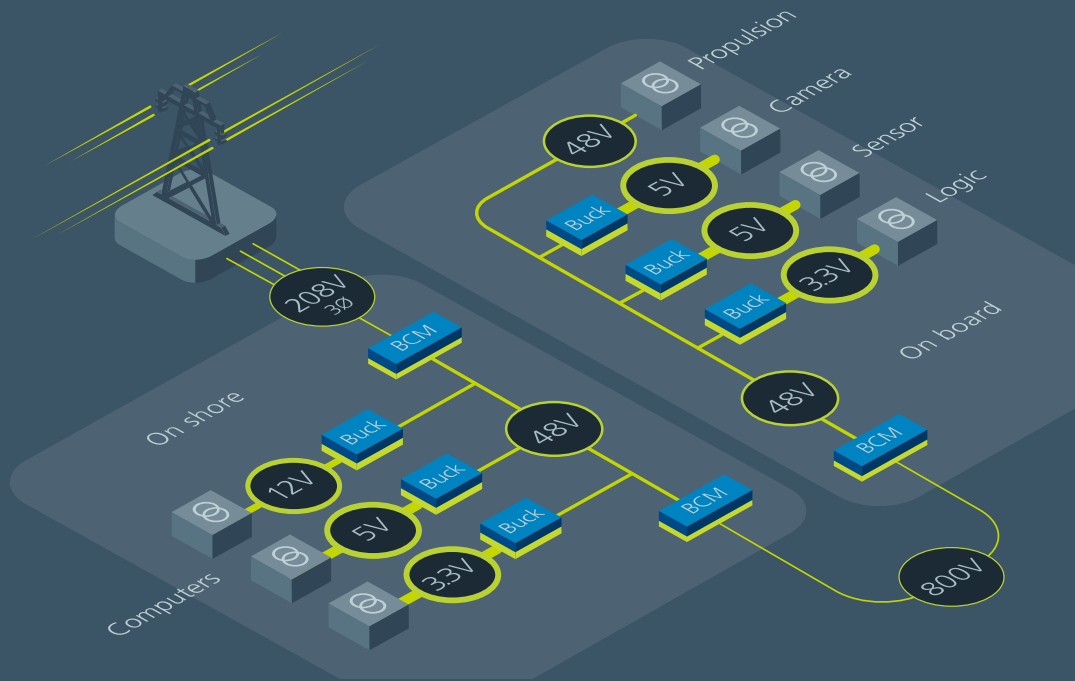 Propulsion
Camera
Sensor
Logic
48V
5V
5V
3.3V
Buck
Buck
Buck
On board
48V
BCM
208V
3Ø
BCM
On shore
48V
Buck
Buck
Buck
12V
5V
3.3V
BCM
Computers
800V